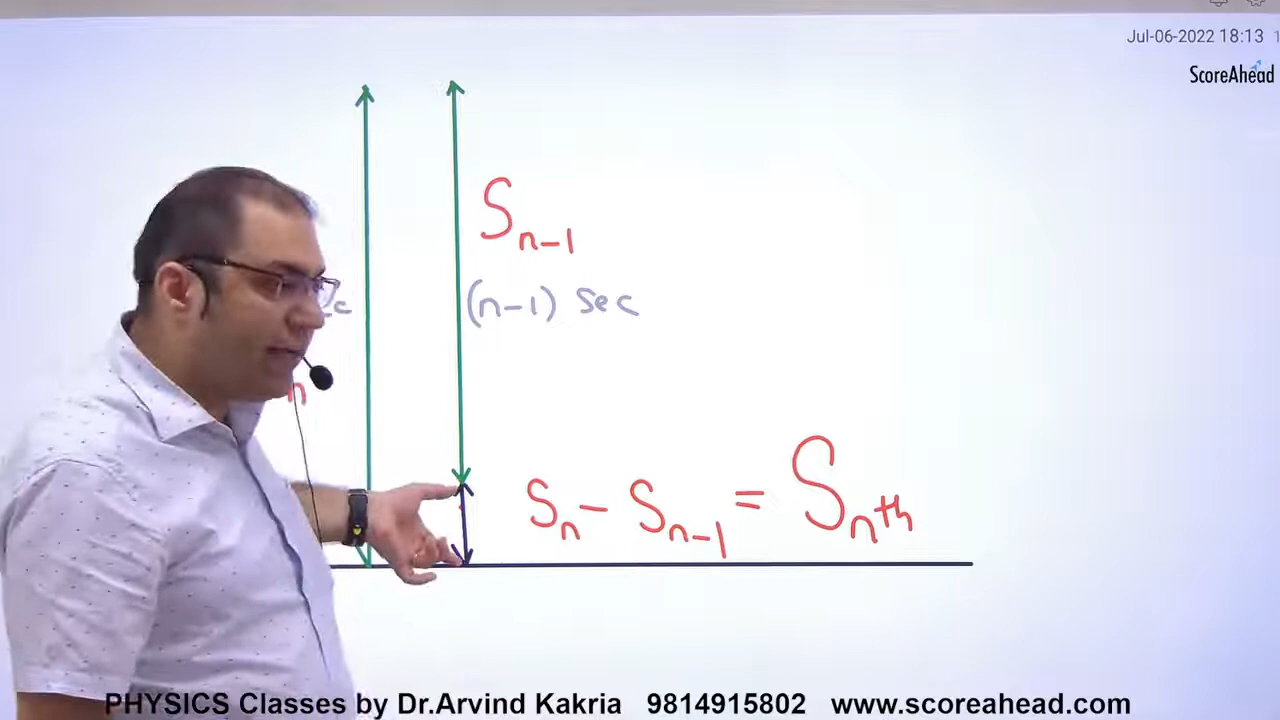 Jul-06-2022 18:13
ScoreAhead
S n-1
(n-1) Sec
n
Sn - Sn-1 = Snth
PHYSICS Classes by Dr.Arvind Kakria 9814915802 www.scoreahead.com